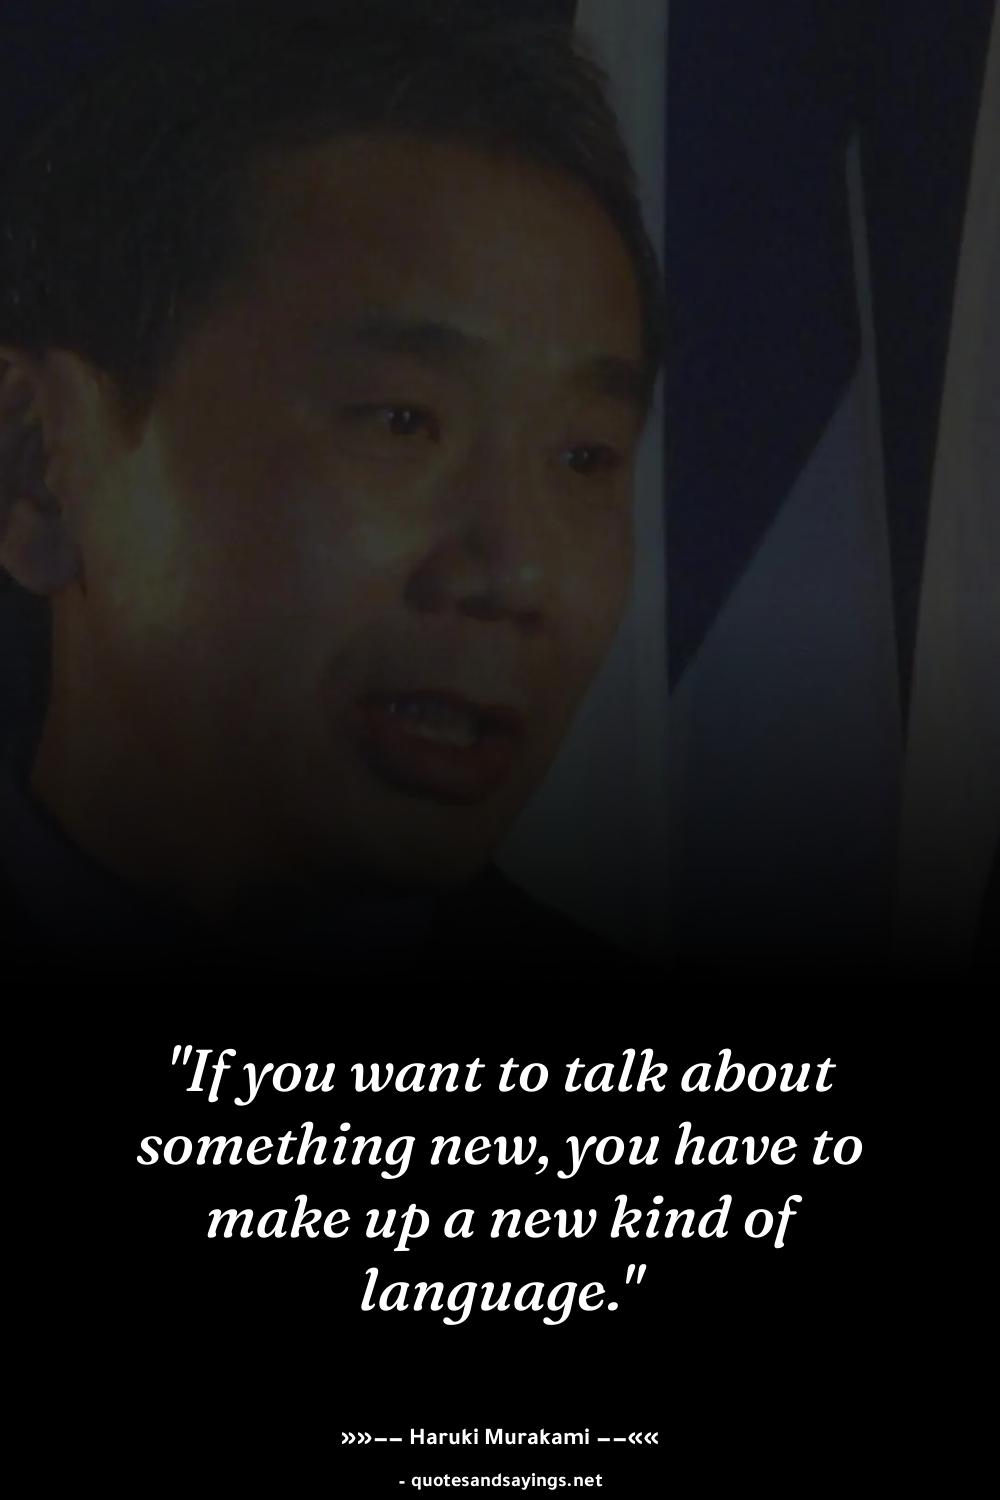 "If you want to talk about
something new, you have to
make up a new kind of
language."
»»−− Haruki Murakami −−««
- quotesandsayings.net